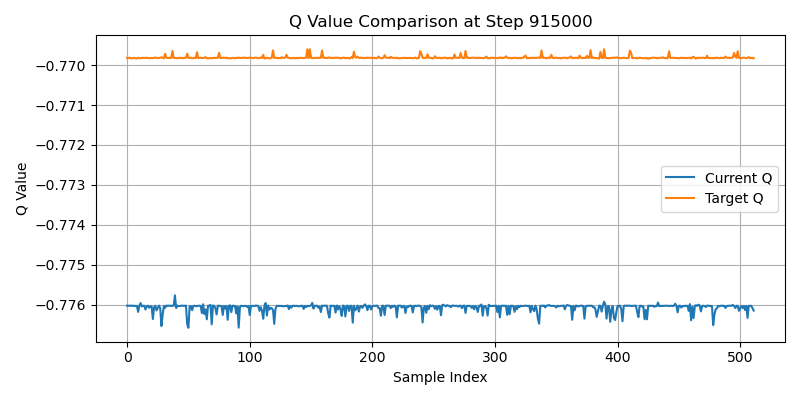 Q Value Comparison at Step 915000
Q Value
−0.770
−0.771
−0.772
−0.773
−0.774
−0.775
−0.776
Current Q
Target Q
0
100
200
300
400
500
Sample Index